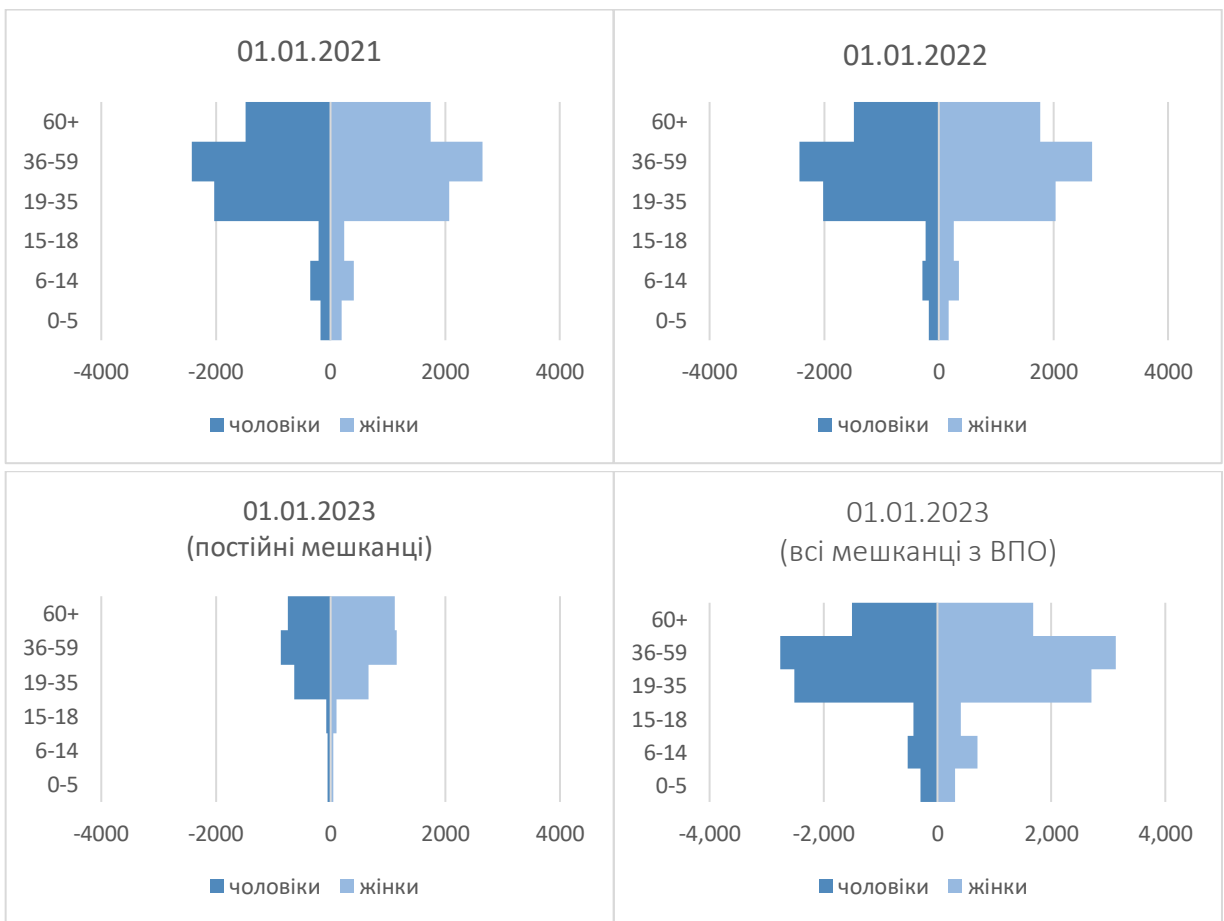 01.01.2021
60+
36-59
19-35
15-18
6-14
0-5
-4000 -2000 0 2000 4000
чоловіки жінки
01.01.2022
60+
36-59
19-35
15-18
6-14
0-5
-4000 -2000 0 2000 4000
чоловіки жінки
01.01.2023
(постійні мешканці)
60+
36-59
19-35
15-18
6-14
0-5
-4000 -2000 0 2000 4000
чоловіки жінки
01.01.2023
(всі мешканці з ВПО)
60+
36-59
19-35
15-18
6-14
0-5
-4,000 -2,000 0 2,000 4,000
чоловіки жінки